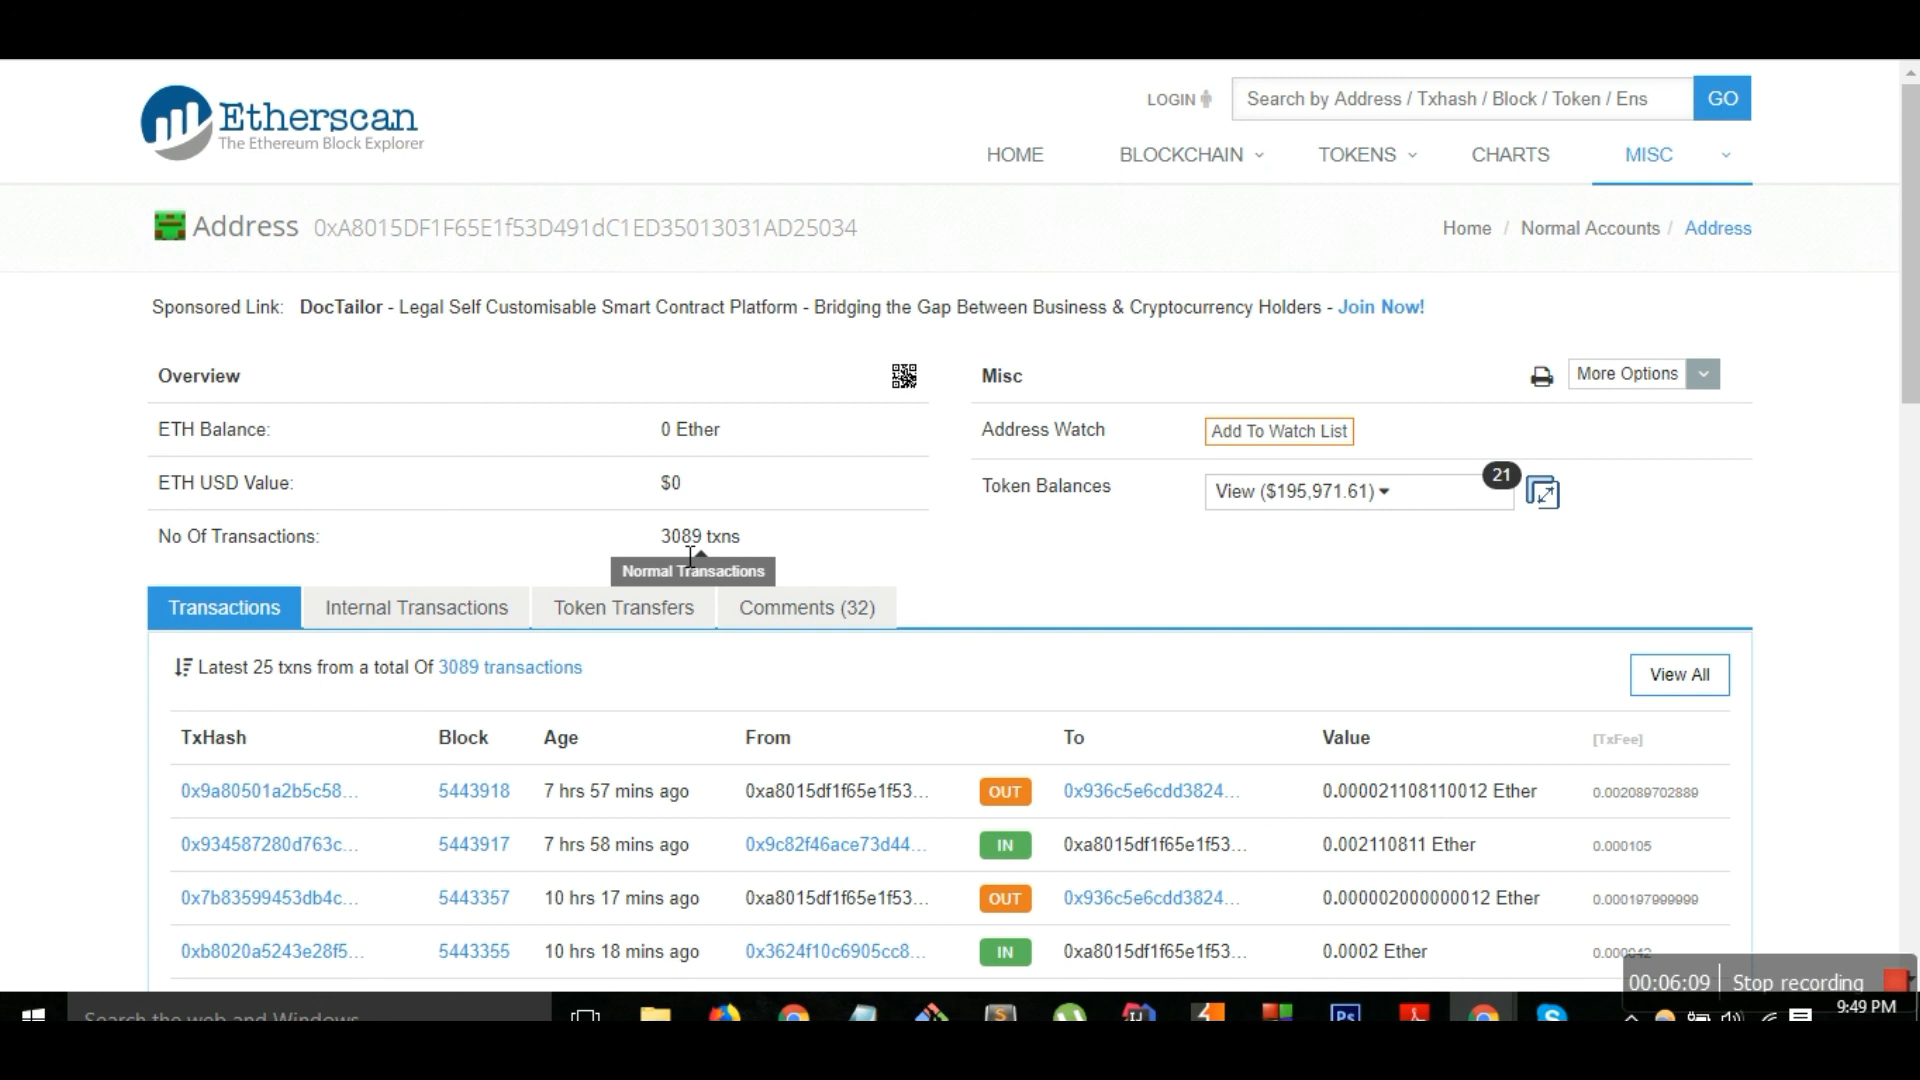 LOGIN
Search by Address / Txhash / Block / Token / Ens
GO
Etherscan
The Ethereum Block Explorer
HOME BLOCKCHAIN TOKENS CHARTS MISC
Address 0xA8015DF1F65E1f53D491dC1ED35013031AD25034
Home / Normal Accounts / Address
Sponsored Link: DocTailor - Legal Self Customisable Smart Contract Platform - Bridging the Gap Between Business & Cryptocurrency Holders - Join Now!
Overview
Misc
More Options
ETH Balance: 0 Ether
Address Watch Add To Watch List
ETH USD Value: $0
Token Balances View ($195,971.61) 21
No Of Transactions: 3089 txns
Normal Transactions
Transactions Internal Transactions Token Transfers Comments (32)
Latest 25 txns from a total Of 3089 transactions
View All
TxHash Block Age From To Value [TxFee]
0x9a80501a2b5c58... 5443918 7 hrs 57 mins ago 0xa8015df1f65e1f53... OUT 0x936c5e6cdd3824... 0.000021108110012 Ether 0.002089702889
0x934587280d763c... 5443917 7 hrs 58 mins ago 0x9c82f46ace73d44... IN 0xa8015df1f65e1f53... 0.002110811 Ether 0.000105
0x7b83599453db4c... 5443357 10 hrs 17 mins ago 0xa8015df1f65e1f53... OUT 0x936c5e6cdd3824... 0.000002000000012 Ether 0.000197999999
0xb8020a5243e28f5... 5443355 10 hrs 18 mins ago 0x3624f10c6905cc8... IN 0xa8015df1f65e1f53... 0.0002 Ether 0.000042
00:06:09 Stop recording
Search the web and Windows
Ps
9:49 PM